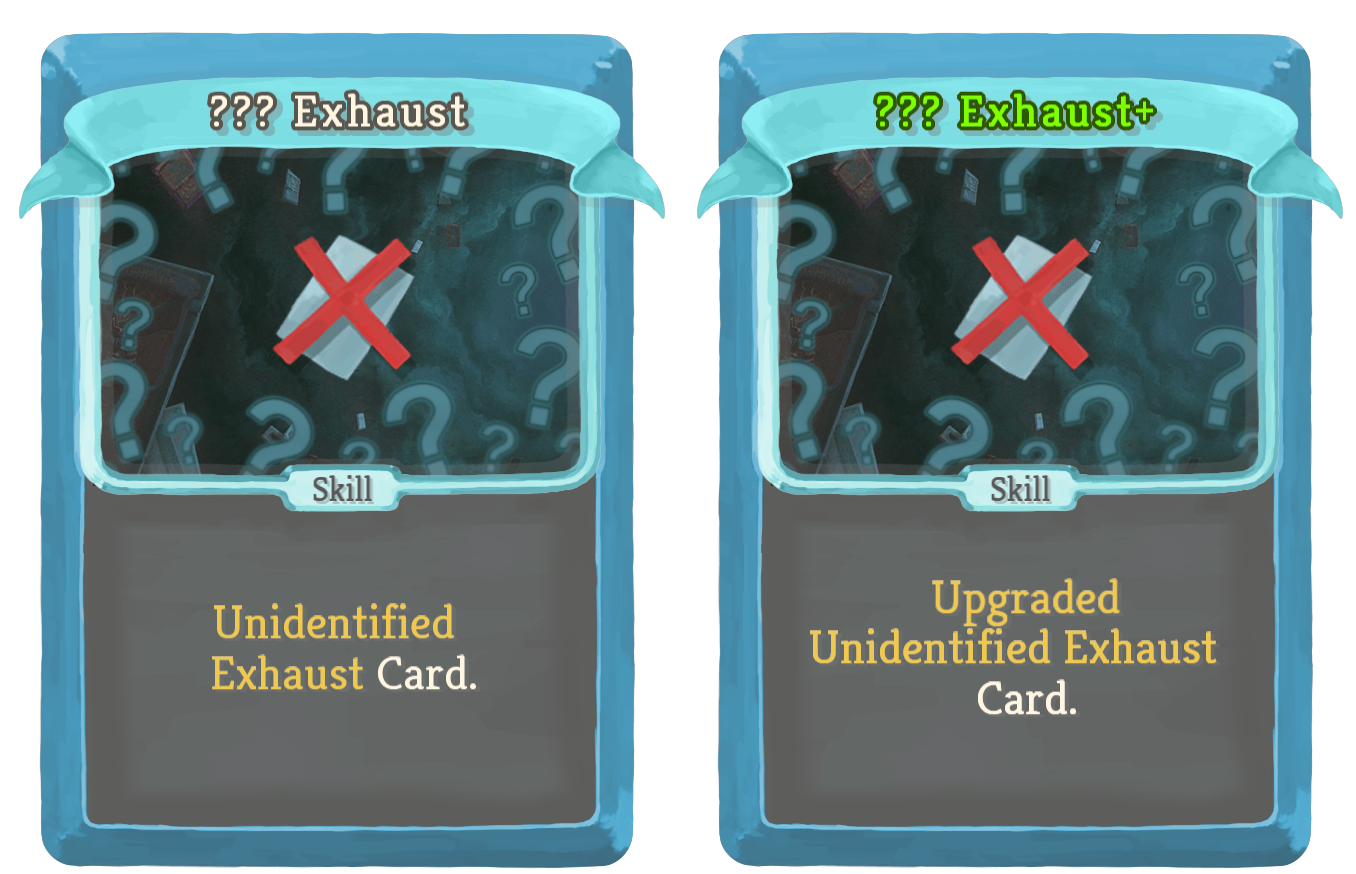 ??? Exhaust
Skill
Unidentified
Exhaust Card.
??? Exhaust+
Skill
Upgraded
Unidentified Exhaust
Card.